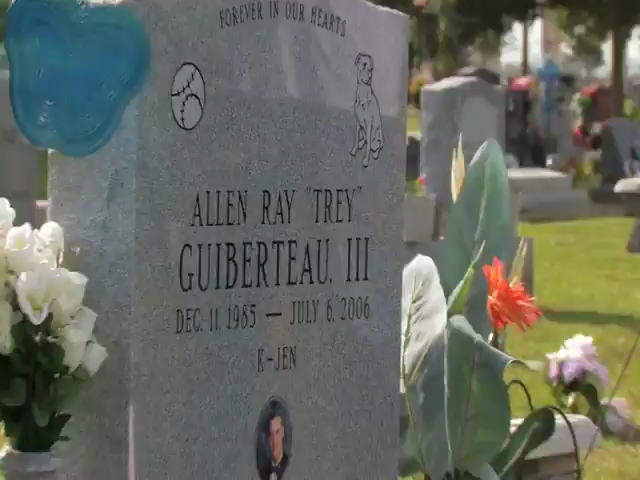 FOREVER IN OUR HEARTS
ALLEN RAY "TREY"
GUIBERTEAU, III
DEC. 11, 1985 — JULY 6, 2006
K-JEN